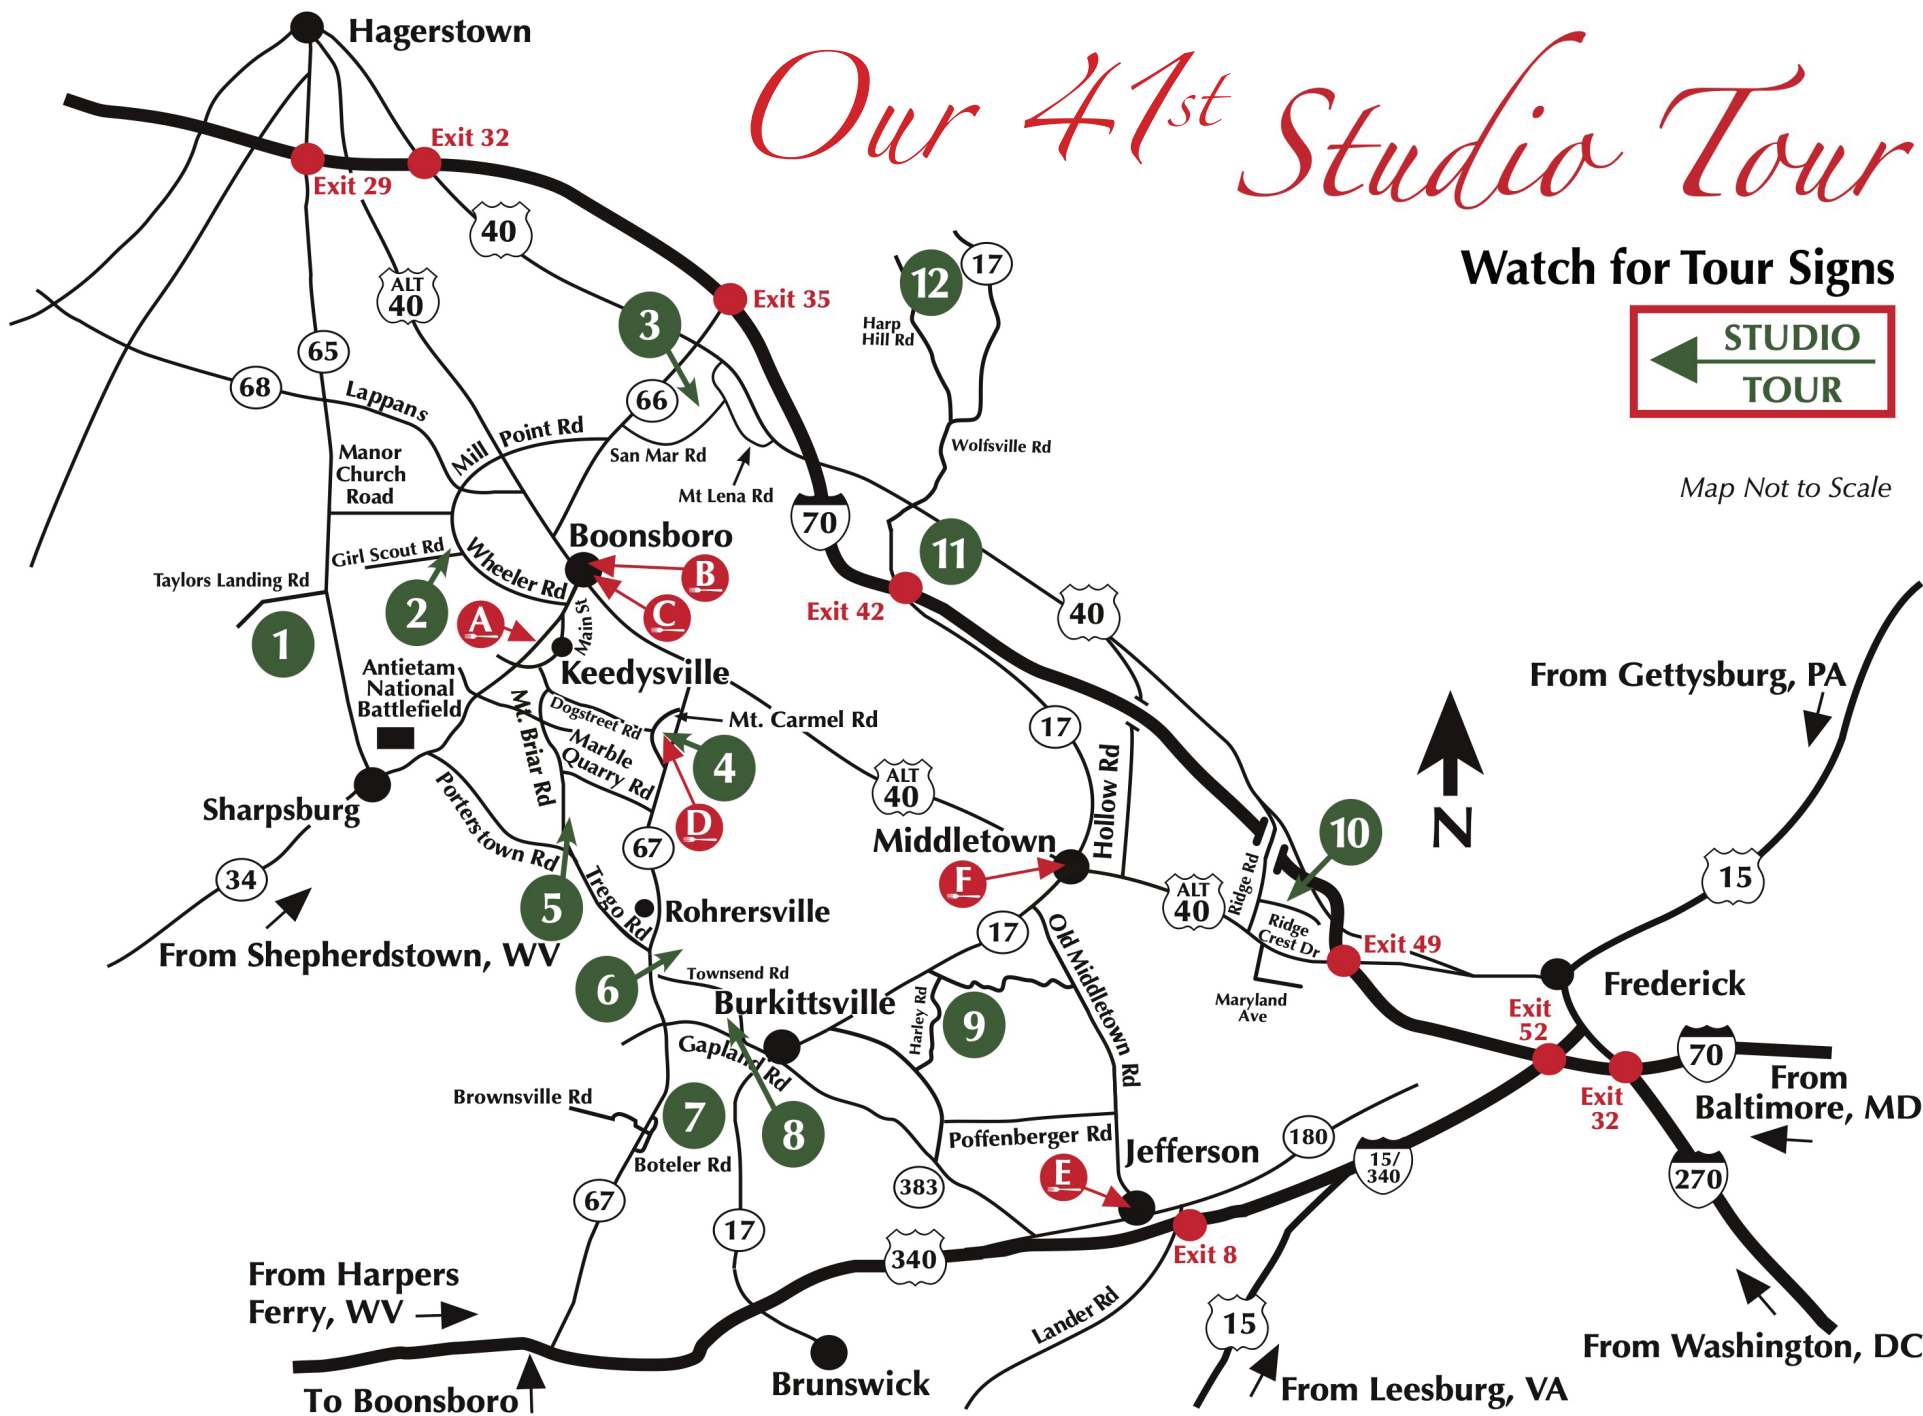 Our 41st Studio Tour
Watch for Tour Signs
STUDIO
TOUR
Map Not to Scale
Hagerstown
Exit 32
Exit 29
40
ALT
40
Exit 35
3
12
17
Harp
Hill Rd
65
68
Lappans
66
Mill Point Rd
San Mar Rd
Wolfsville Rd
Manor
Church
Road
Mt Lena Rd
70
Boonsboro
11
Girl Scout Rd
Wheeler Rd
Taylors Landing Rd
B
Exit 42
40
2
A
C
1
Main St
Antietam
National
Battlefield
Keedysville
From Gettysburg, PA
Mt. Briar Rd
Dogstreet Rd
Mt. Carmel Rd
17
Marble
Quarry Rd
4
Hollow Rd
ALT
40
N
Sharpsburg
Porterstown Rd
D
67
Middletown
10
34
F
Ridge Rd
15
5
Trego Rd
Rohrersville
ALT
40
Ridge
Crest Dr
From Shepherdstown, WV
17
Old Middletown Rd
Exit 49
6
Townsend Rd
Burkittsville
Harley Rd
9
Maryland
Ave
Frederick
Exit
52
Gapland Rd
70
From
Baltimore, MD
Exit
32
Brownsville Rd
7
8
Poffenberger Rd
Jefferson
180
Boteler Rd
E
15/
340
270
67
383
17
340
Exit 8
From Harpers
Ferry, WV
Lander Rd
15
From Washington, DC
To Boonsboro
Brunswick
From Leesburg, VA